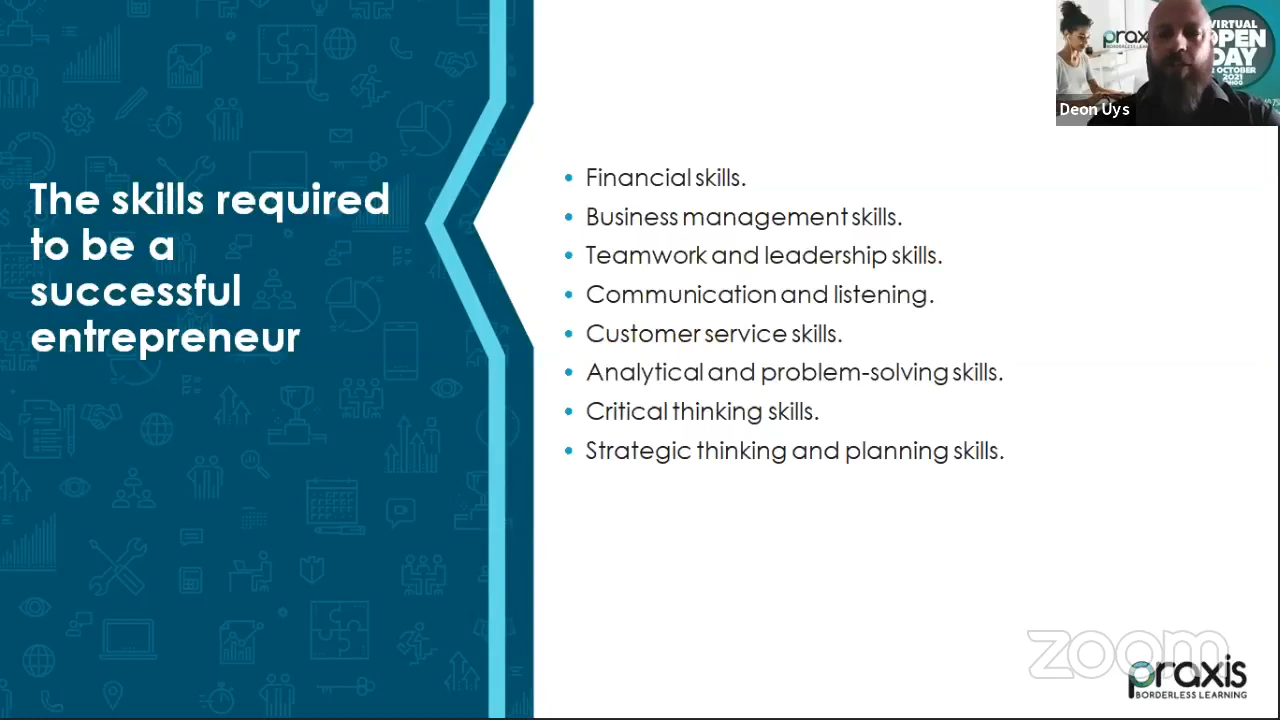 The skills required
to be a
successful
entrepreneur
• Financial skills.
• Business management skills.
• Teamwork and leadership skills.
• Communication and listening.
• Customer service skills.
• Analytical and problem-solving skills.
• Critical thinking skills.
• Strategic thinking and planning skills.
VIRTUAL
OPEN
DAY
OCTOBER
2021
Deon Uys
zoom
praxis
BORDERLESS LEARNING